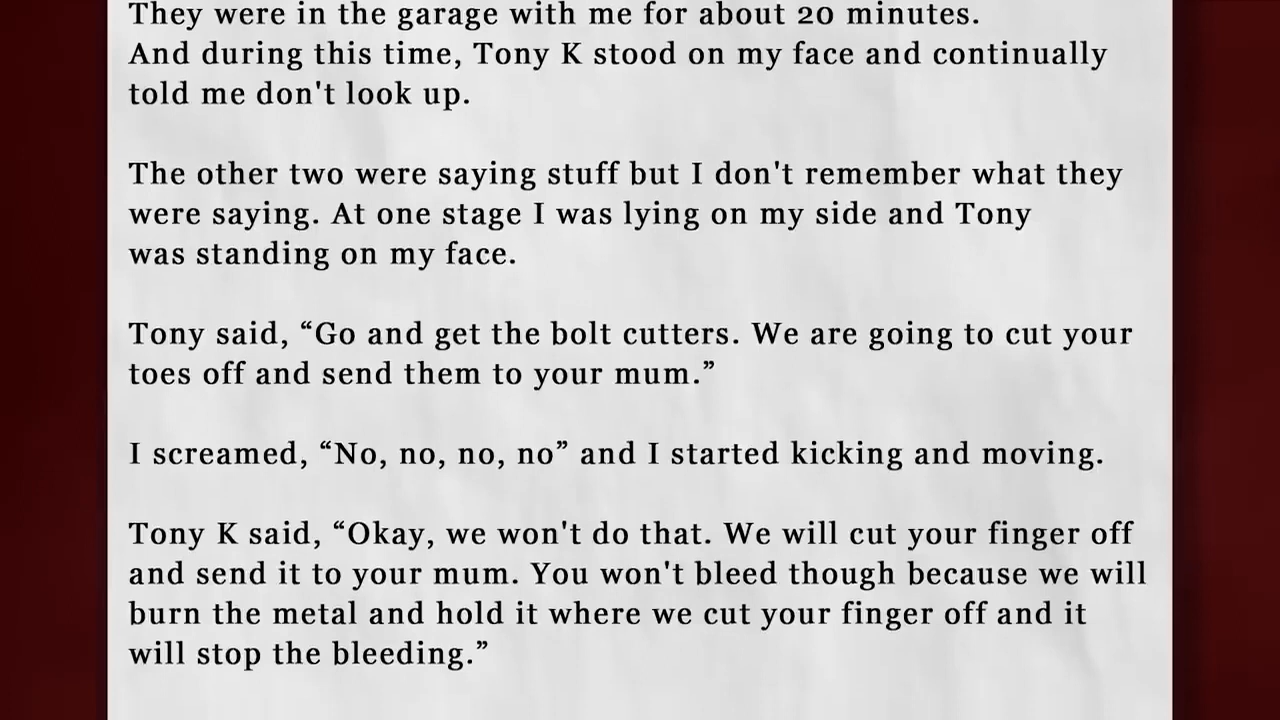 They were in the garage with me for about 20 minutes.
And during this time, Tony K stood on my face and continually
told me don't look up.
The other two were saying stuff but I don't remember what they
were saying. At one stage I was lying on my side and Tony
was standing on my face.
Tony said, “Go and get the bolt cutters. We are going to cut your
toes off and send them to your mum.”
I screamed, “No, no, no, no” and I started kicking and moving.
Tony K said, “Okay, we won't do that. We will cut your finger off
and send it to your mum. You won't bleed though because we will
burn the metal and hold it where we cut your finger off and it
will stop the bleeding.”